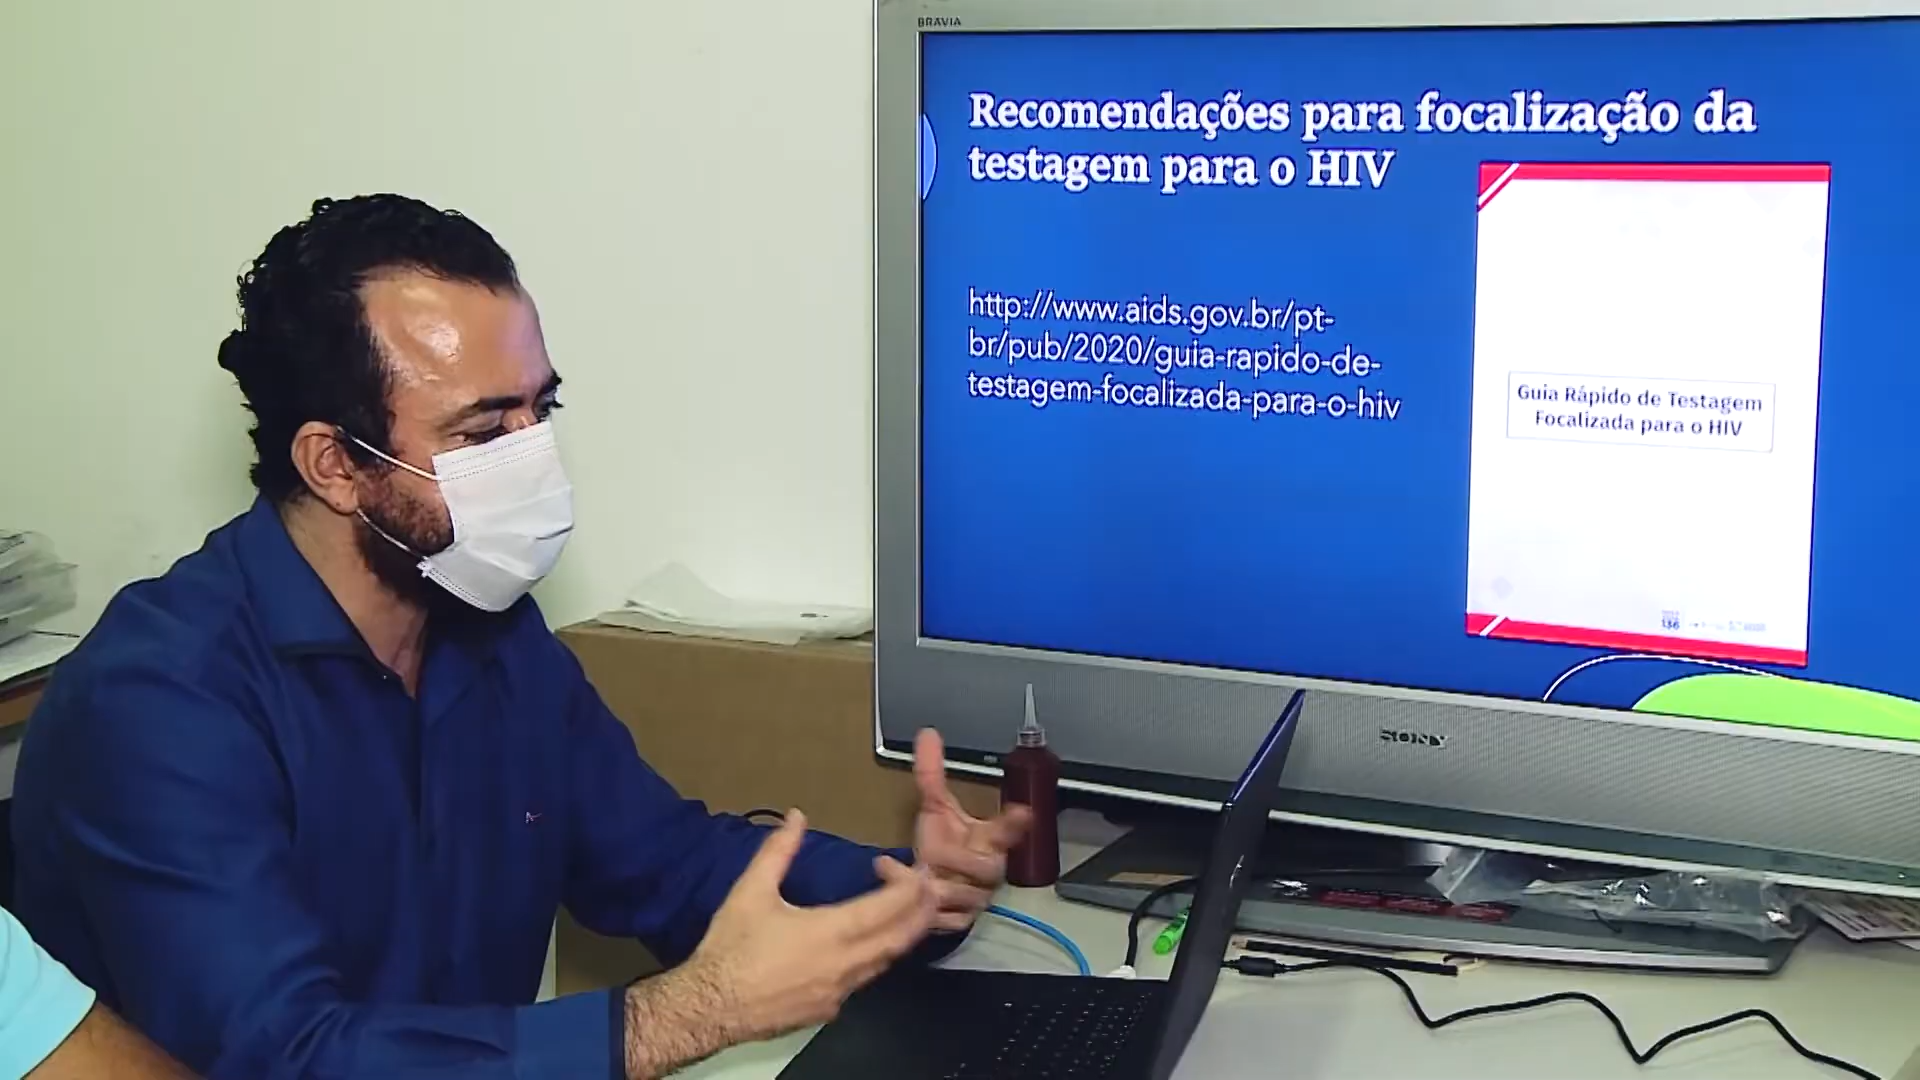 BRAVIA
Recomendações para focalização da
testagem para o HIV
http://www.aids.gov.br/pt-
br/pub/2020/guia-rapido-de-
testagem-focalizada-para-o-hiv
Guia Rápido de Testagem
Focalizada para o HIV
136
SONY